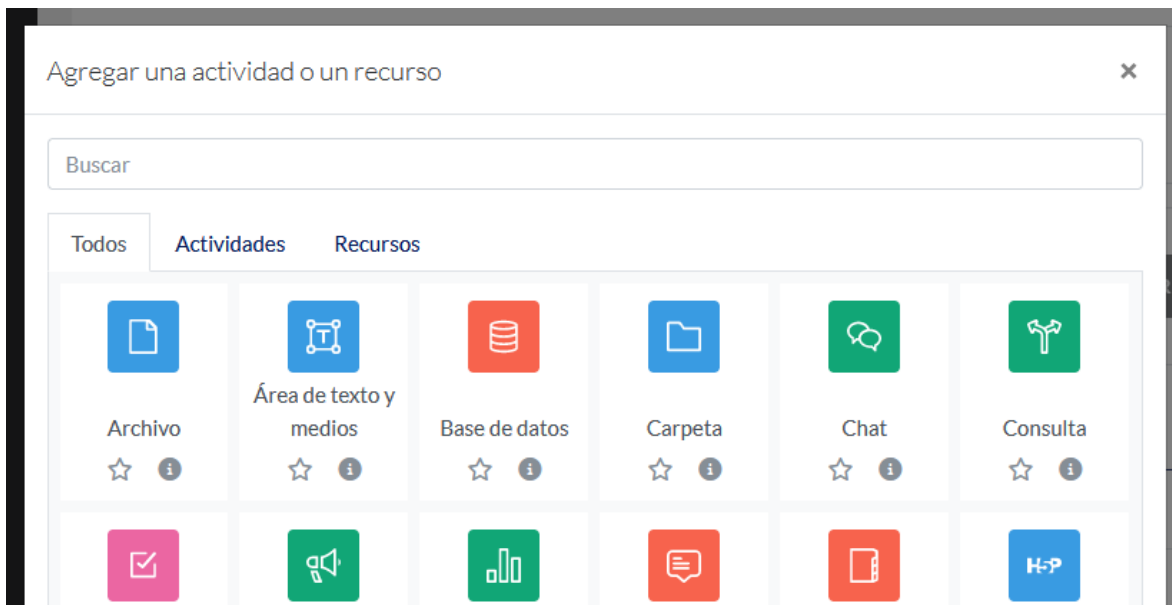 Agregar una actividad o un recurso ×
Buscar
Todos Actividades Recursos
Archivo
Área de texto y
medios
Base de datos
Carpeta
Chat
Consulta
H5P